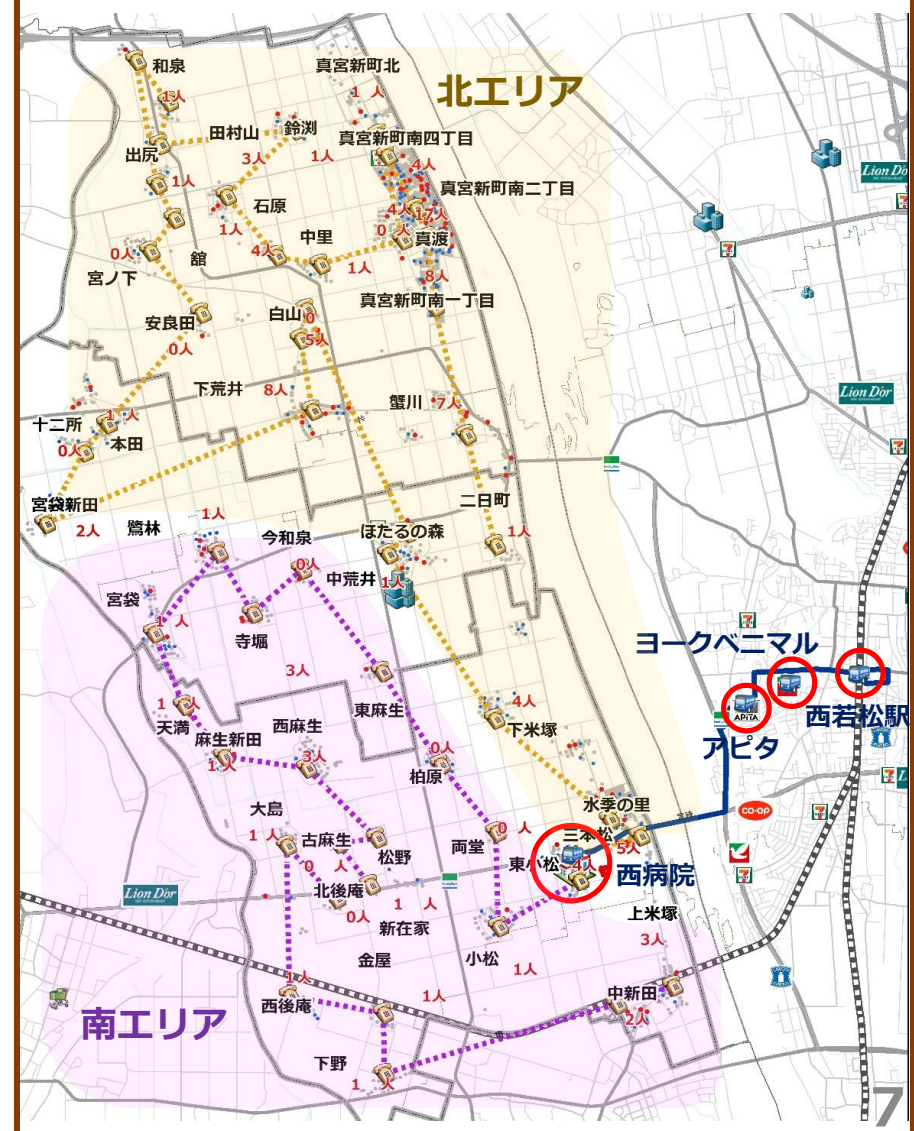 和泉
真宮新町北
北エリア
1人
1 人
田村山
鈴渕
真宮新町南四丁目
3人
1人
出尻
4人
Lion Do
1人
真宮新町南二丁目
石原
4人
17人
1人
0 人
真渡
中里
4人
0人
舘
1人
8人
宮ノ下
真宮新町南一丁目
安良田
白山
0
5人
0人
下荒井
8人
蟹川
7人
Lion D'or
十二所
1 人
0人
本田
宮袋新田
二日町
1人
2人
鷺林
今和泉
ほたるの森
1人
0人
中荒井
1人
宮袋
1 人
寺堀
ヨークベニマル
3人
1 人
天満
東麻生
4人
下米塚
APiTA
アピタ
西若松駅
麻生新田
西麻生
1人
3人
0人
柏原
大島
水季の里
CO-OP
1 人
古麻生
両堂
0 人
三本松
5人
松野
東小松
4人
西病院
0 人
北後庵
Lion D'or
1 人
0人
新在家
上米塚
金屋
小松
3人
1人
1人
1人
西後庵
中新田
南エリア
2人
下野
1 人
7